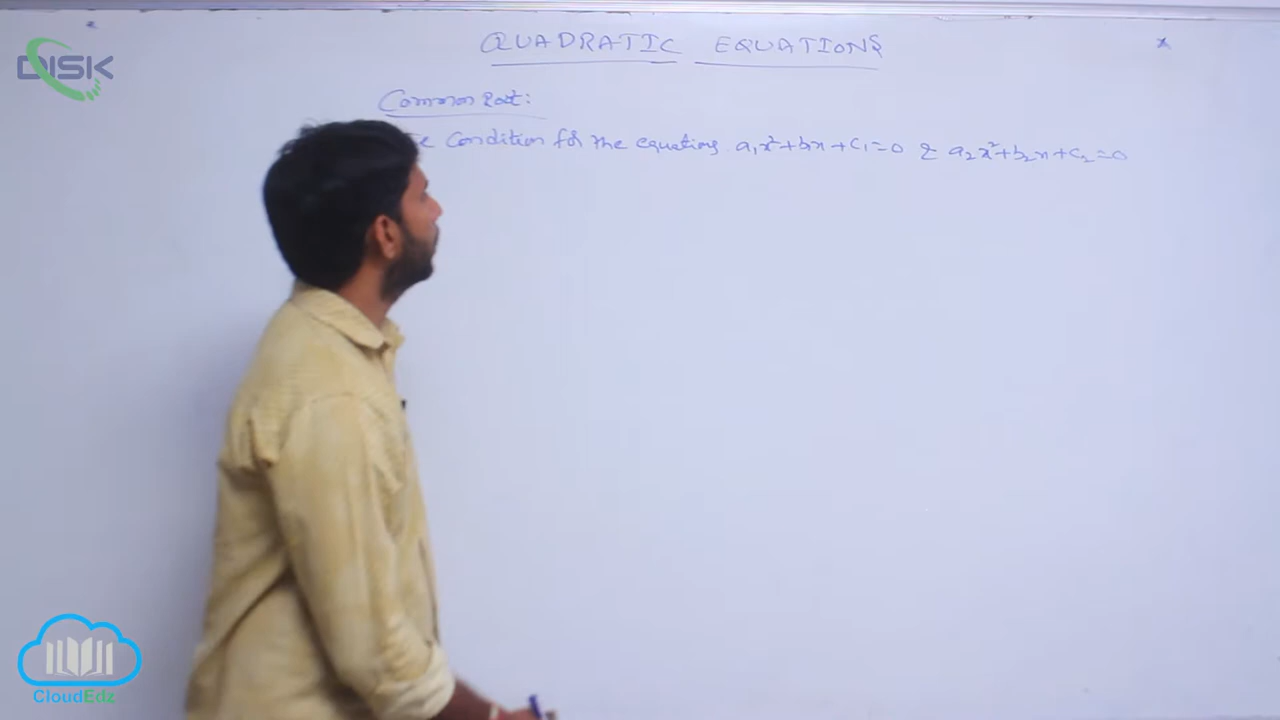 DISK
QUADRATIC EQUATIONS
Common Root:
condition for the equations a₁x²+bx+c₁=0 & a₂x²+b₂x+c₂=0
CloudEdz